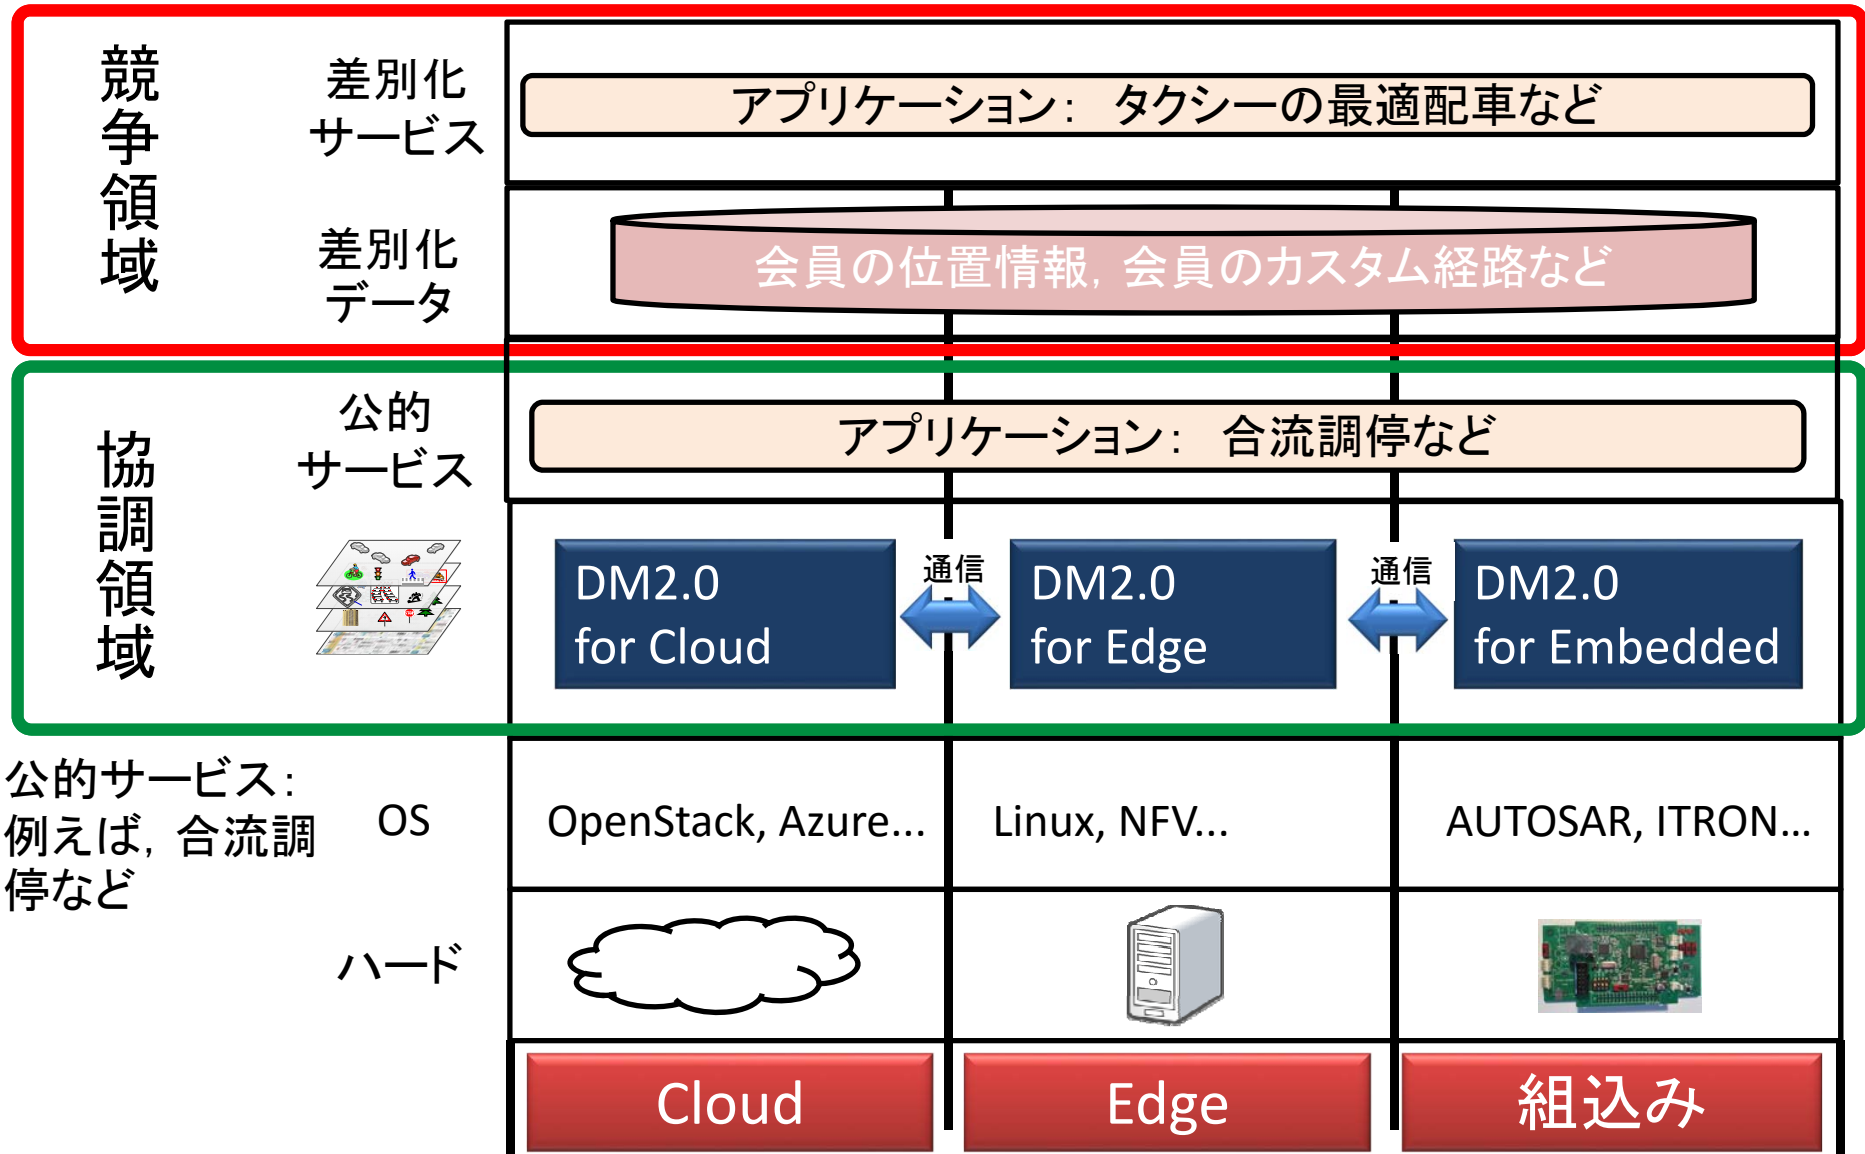 競争領域
差別化
サービス
アプリケーション： タクシーの最適配車など
差別化
データ
会員の位置情報，会員のカスタム経路など
協調領域
公的
サービス
アプリケーション： 合流調停など
DM2.0
for Cloud
通信
DM2.0
for Edge
通信
DM2.0
for Embedded
公的サービス：
例えば，合流調
停など
OS
OpenStack, Azure...
Linux, NFV...
AUTOSAR, ITRON...
ハード
Cloud
Edge
組込み